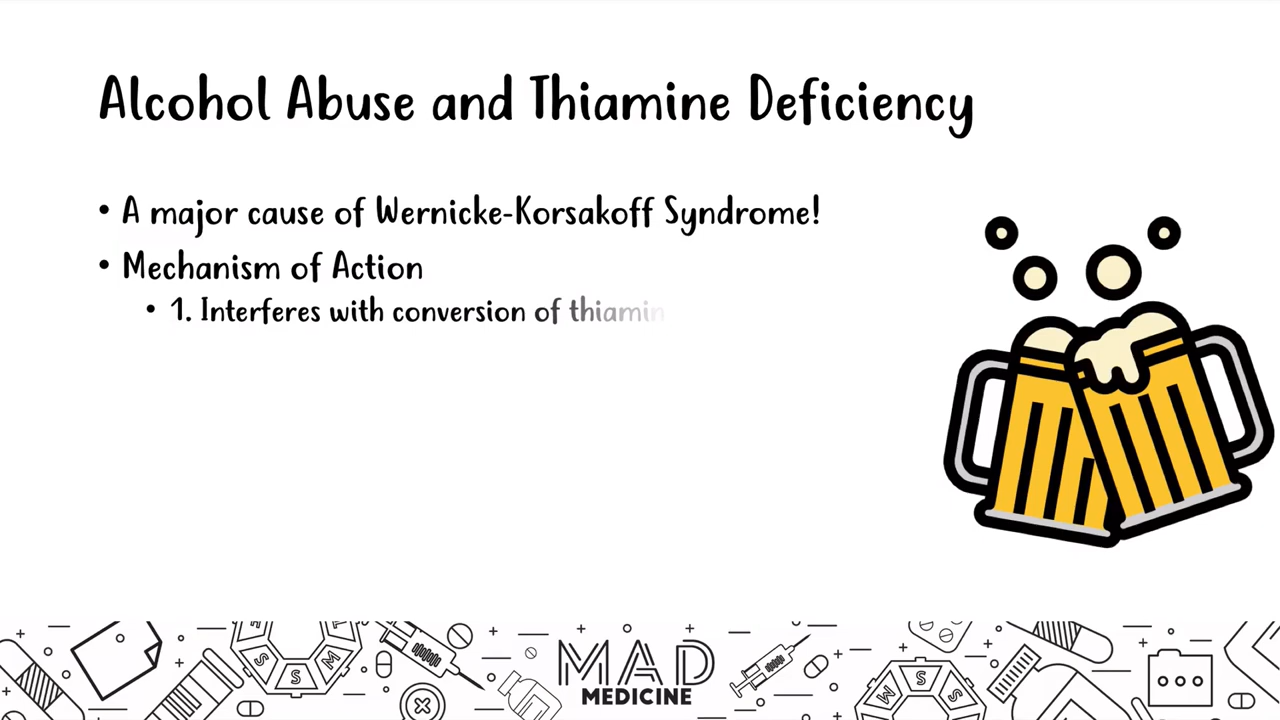 Alcohol Abuse and Thiamine Deficiency
• A major cause of Wernicke-Korsakoff Syndrome!
• Mechanism of Action
• 1. Interferes with conversion of thiamin
S S M
MAD
MEDICINE
M S S